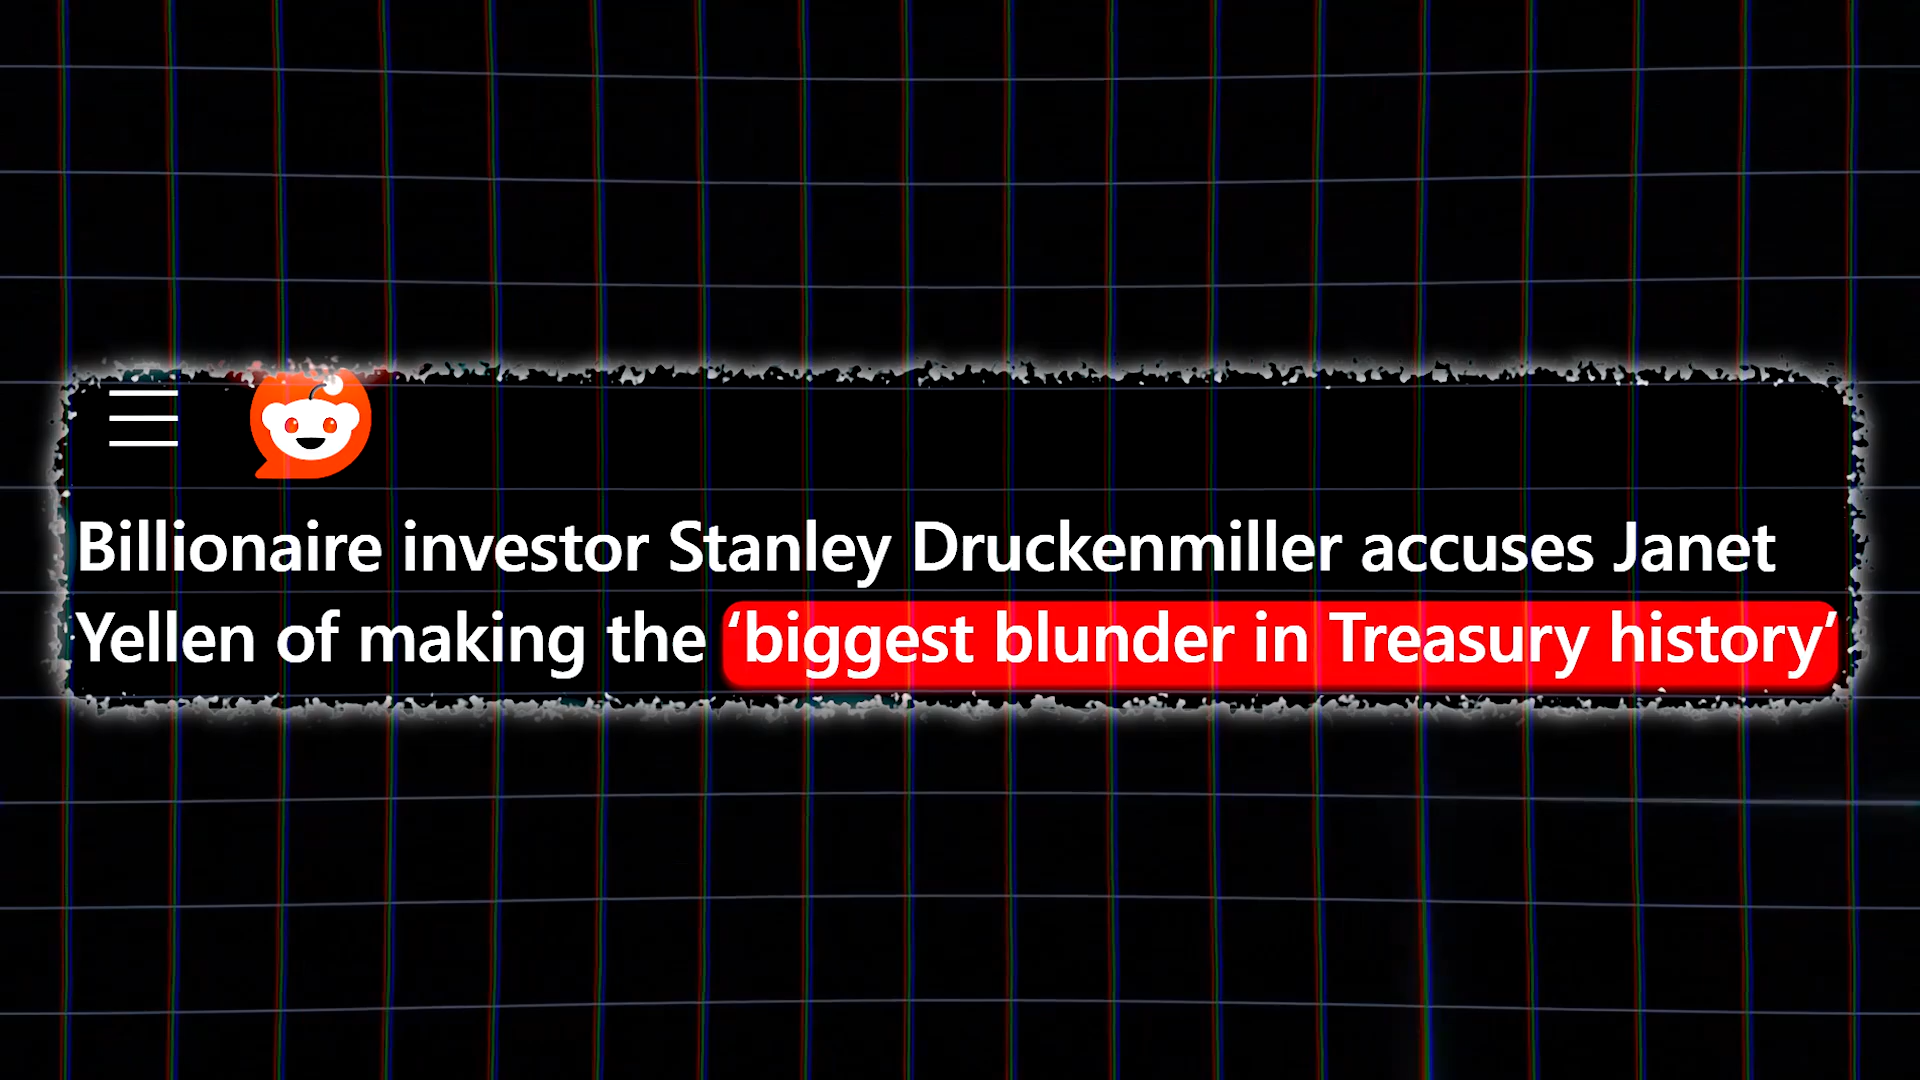 Billionaire investor Stanley Druckenmiller accuses Janet
Yellen of making the ‘biggest blunder in Treasury history’